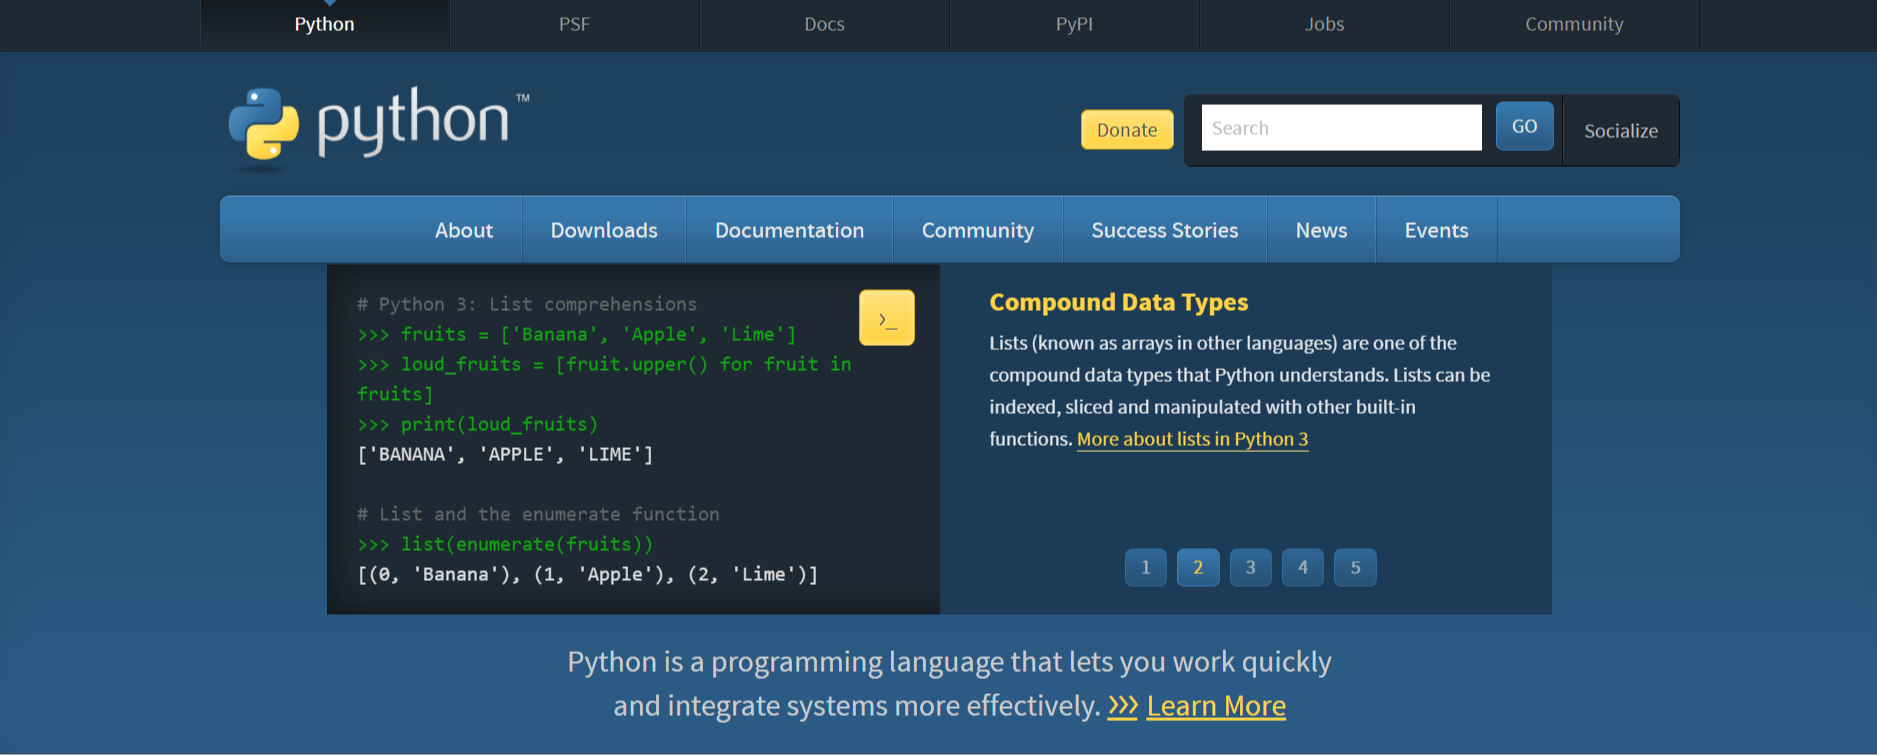 Python
PSF
Docs
PyPI
Jobs
Community
python™
Donate
Search
GO
Socialize
About
Downloads
Documentation
Community
Success Stories
News
Events
# Python 3: List comprehensions
>>> fruits = ['Banana', 'Apple', 'Lime']
>>> loud_fruits = [fruit.upper() for fruit in
fruits]
>>> print(loud_fruits)
['BANANA', 'APPLE', 'LIME']
# List and the enumerate function
>>> list(enumerate(fruits))
[(0, 'Banana'), (1, 'Apple'), (2, 'Lime')]
>_
Compound Data Types
Lists (known as arrays in other languages) are one of the
compound data types that Python understands. Lists can be
indexed, sliced and manipulated with other built-in
functions. More about lists in Python 3
1
2
3
4
5
Python is a programming language that lets you work quickly
and integrate systems more effectively. >>> Learn More